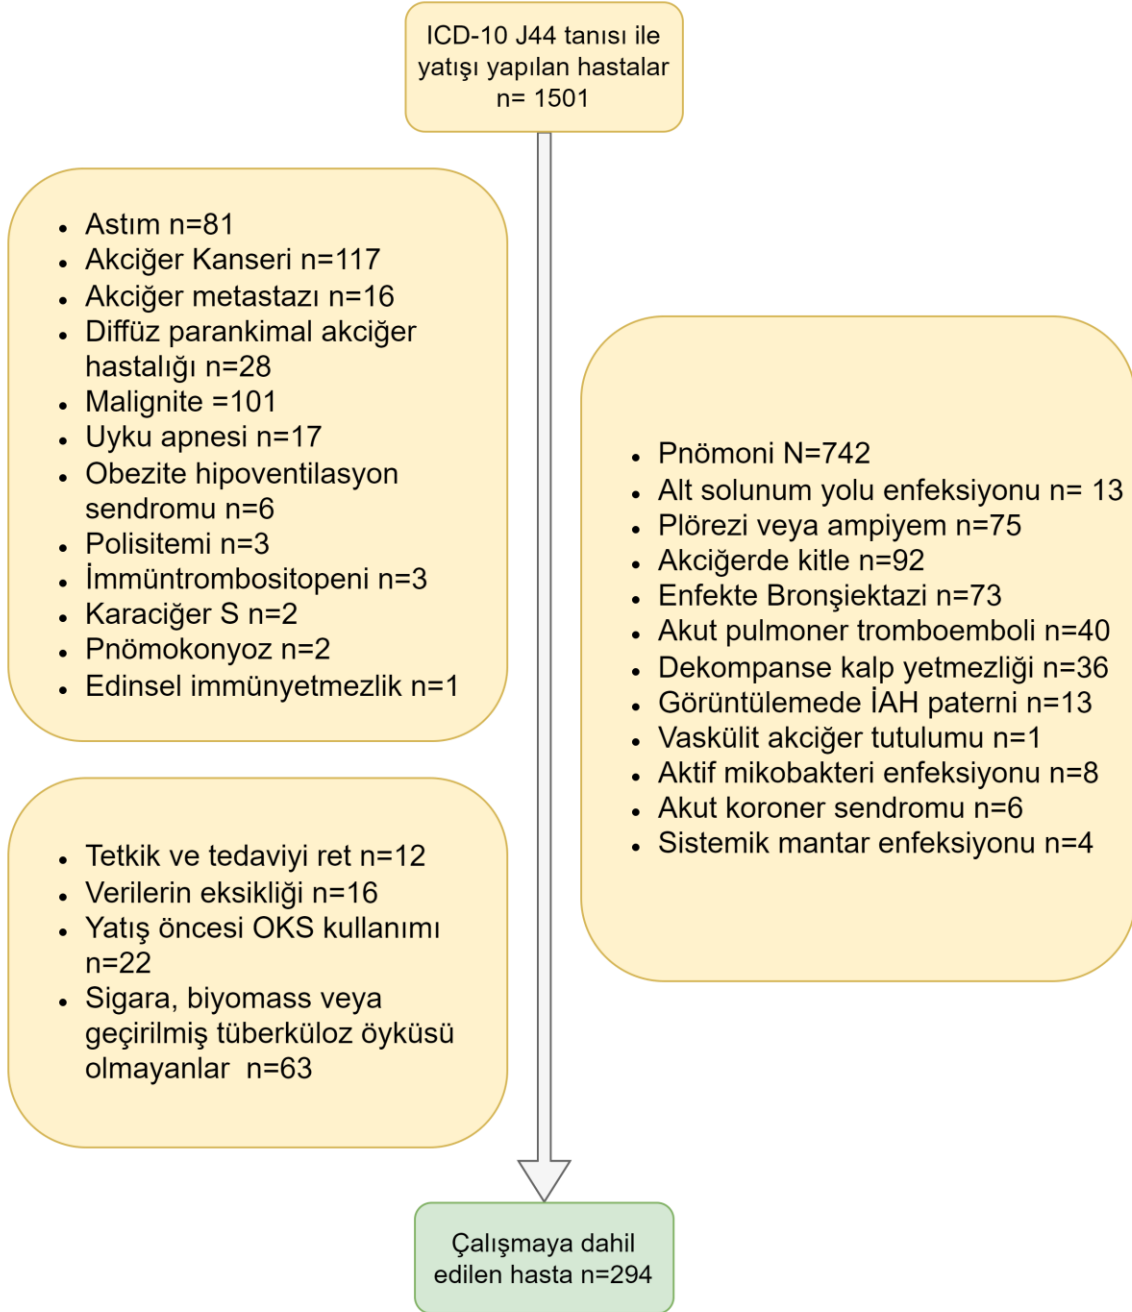 ICD-10 J44 tanısı ile
yatışı yapılan hastalar
n= 1501
• Astım n=81
• Akciğer Kanseri n=117
• Akciğer metastazı n=16
• Diffüz parankimal akciğer
hastalığı n=28
• Malignite =101
• Uyku apnesi n=17
• Obezite hipoventilasyon
sendromu n=6
• Polisitemi n=3
• İmmüntrombositopeni n=3
• Karaciğer S n=2
• Pnömokonyoz n=2
• Edinsel immünyetmezlik n=1
• Pnömoni N=742
• Alt solunum yolu enfeksiyonu n= 13
• Plörezi veya ampiyem n=75
• Akciğerde kitle n=92
• Enfekte Bronşiektazi n=73
• Akut pulmoner tromboemboli n=40
• Dekompanse kalp yetmezliği n=36
• Görüntülemede İAH paterni n=13
• Vaskülit akciğer tutulumu n=1
• Aktif mikobakteri enfeksiyonu n=8
• Akut koroner sendromu n=6
• Sistemik mantar enfeksiyonu n=4
• Tetkik ve tedaviyi ret n=12
• Verilerin eksikliği n=16
• Yatış öncesi OKS kullanımı
n=22
• Sigara, biyomass veya
geçirilmiş tüberküloz öyküsü
olmayanlar n=63
Çalışmaya dahil
edilen hasta n=294